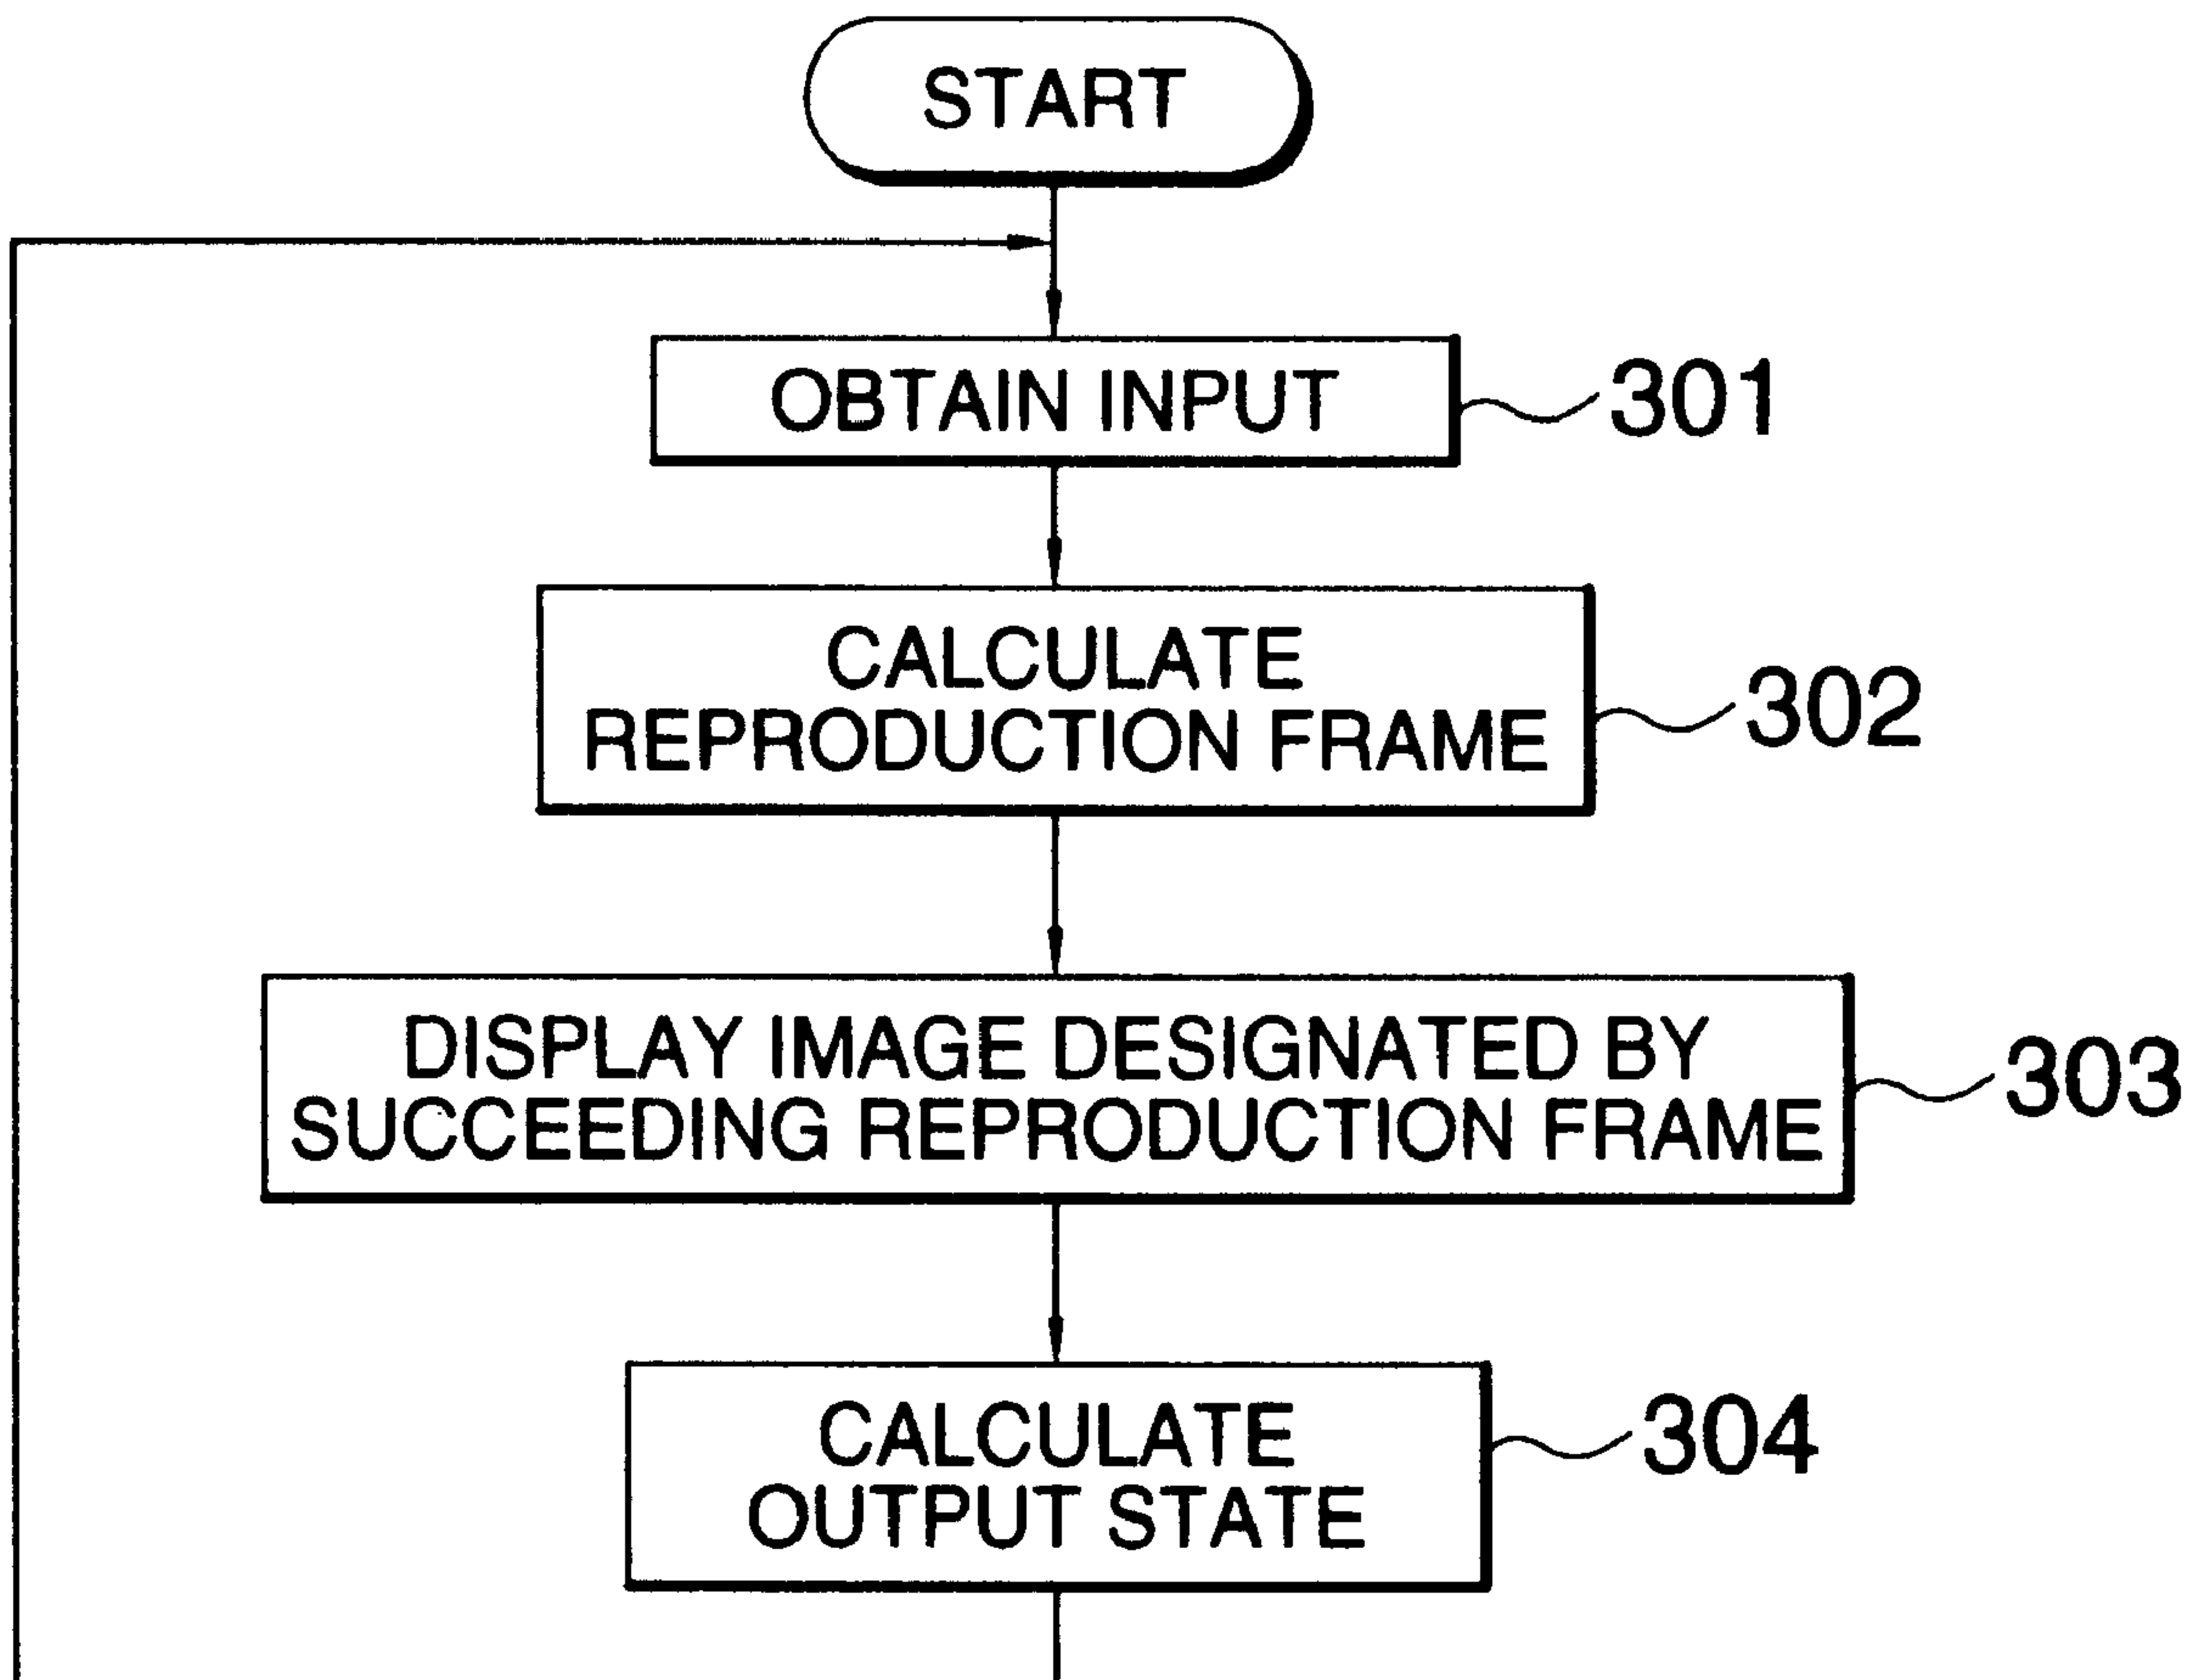 START
OBTAIN INPUT
301
CALCULATE
REPRODUCTION FRAME
302
DISPLAY IMAGE DESIGNATED BY
SUCCEEDING REPRODUCTION FRAME
303
CALCULATE
OUTPUT STATE
304